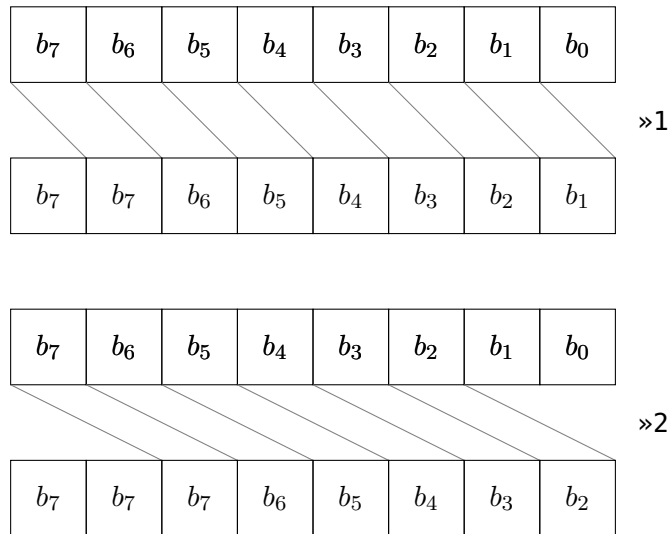 b₇ b₆ b₅ b₄ b₃ b₂ b₁ b₀
»1
b₇ b₇ b₆ b₅ b₄ b₃ b₂ b₁
b₇ b₆ b₅ b₄ b₃ b₂ b₁ b₀
»2
b₇ b₇ b₇ b₆ b₅ b₄ b₃ b₂